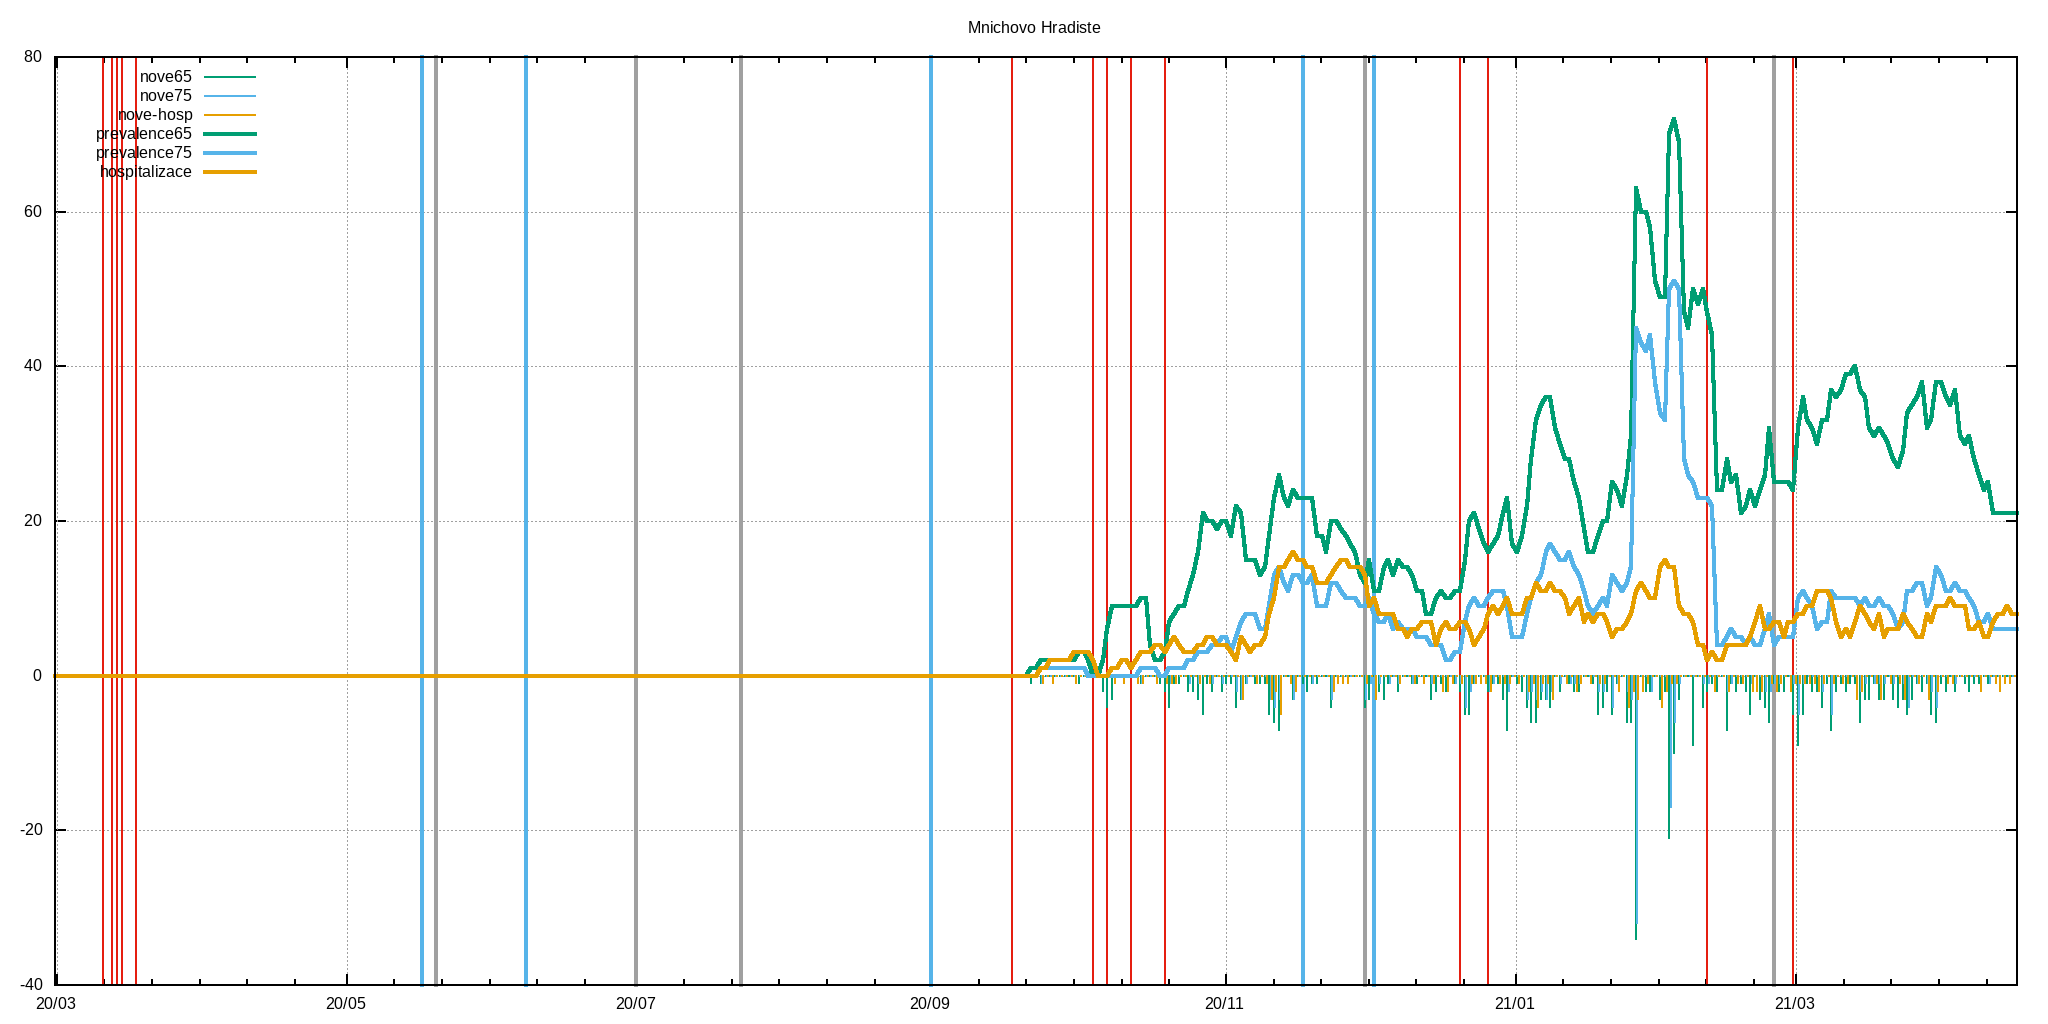 Mnichovo Hradiste
80
nove65
nove75
nove-hosp
prevalence65
prevalence75
hospitalizace
60
40
20
0
-20
-40
20/03 20/05 20/07 20/09 20/11 21/01 21/03